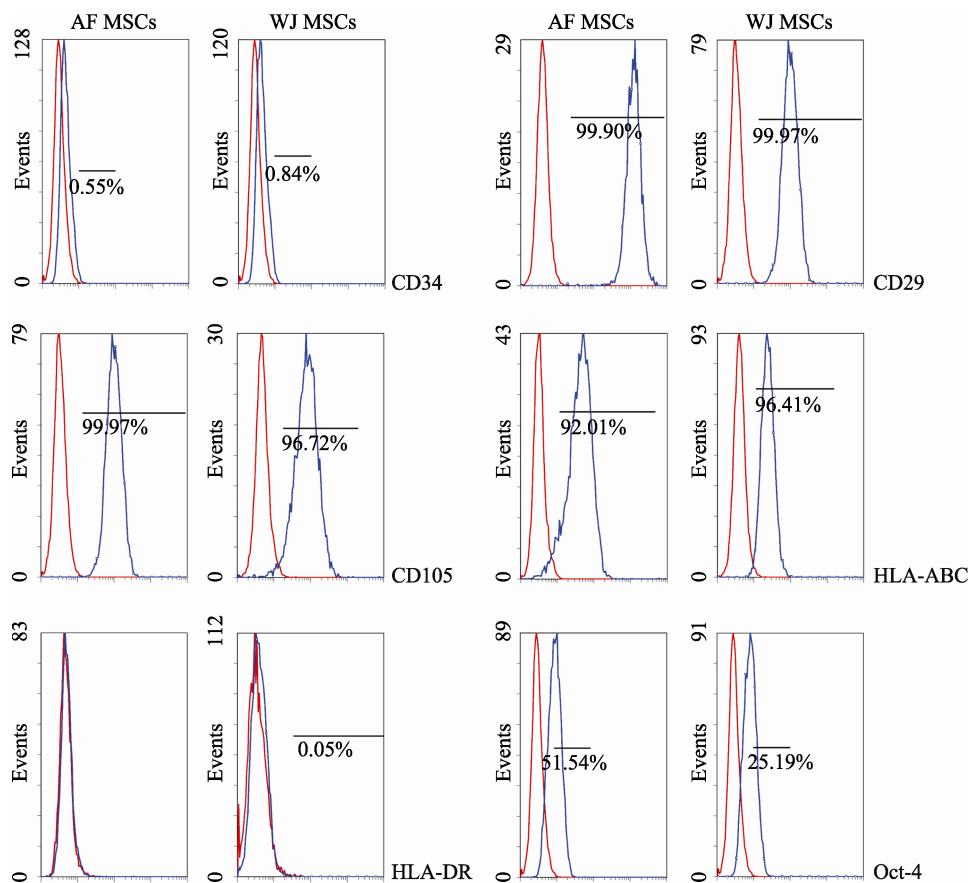 AF MSCs
WJ MSCs
AF MSCs
WJ MSCs
128
Events
0
0.55%
120
Events
0
0.84%
CD34
29
Events
0
99.90%
79
Events
0
99.97%
CD29
79
Events
0
99.97%
30
Events
0
96.72%
CD105
43
Events
0
92.01%
93
Events
0
96.41%
HLA-ABC
83
Events
0
112
Events
0
0.05%
HLA-DR
89
Events
0
51.54%
91
Events
0
25.19%
Oct-4